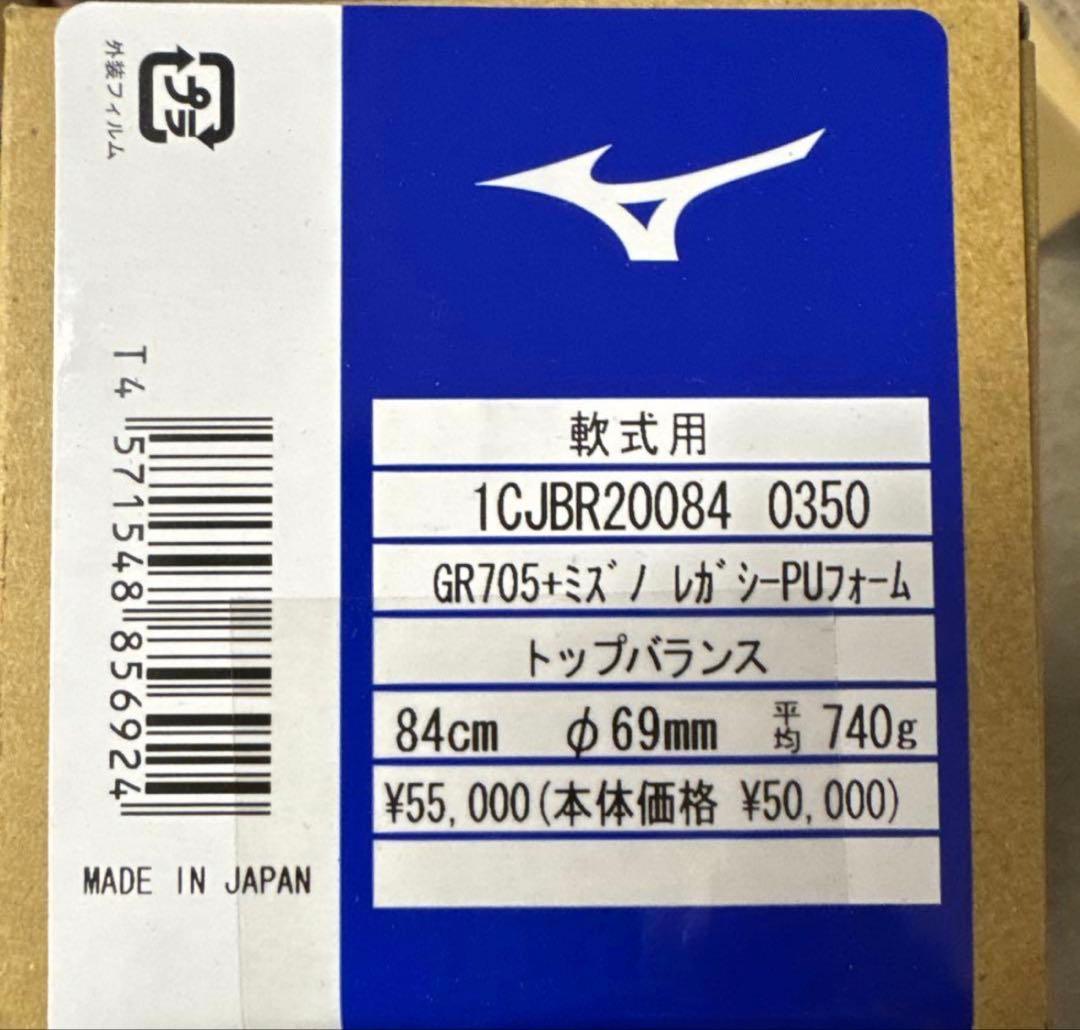 外装フィルム
プラ
T4
571548 856924
MADE IN JAPAN
軟式用
1CJBR20084 0350
GR705+ﾐｽﾞﾉ ﾚｶﾞｼｰPUﾌｫｰﾑ
トップバランス
84cm φ69mm 平均 740g
¥55,000(本体価格 ¥50,000)